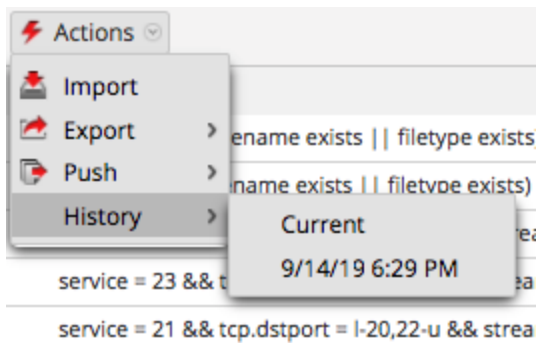 Actions
Import
Export
ename exists || filetype exists)
Push
name exists || filetype exists)
History
Current
9/14/19 6:29 PM
service = 23 && t
service = 21 && tcp.dstport = l-20,22-u && strea